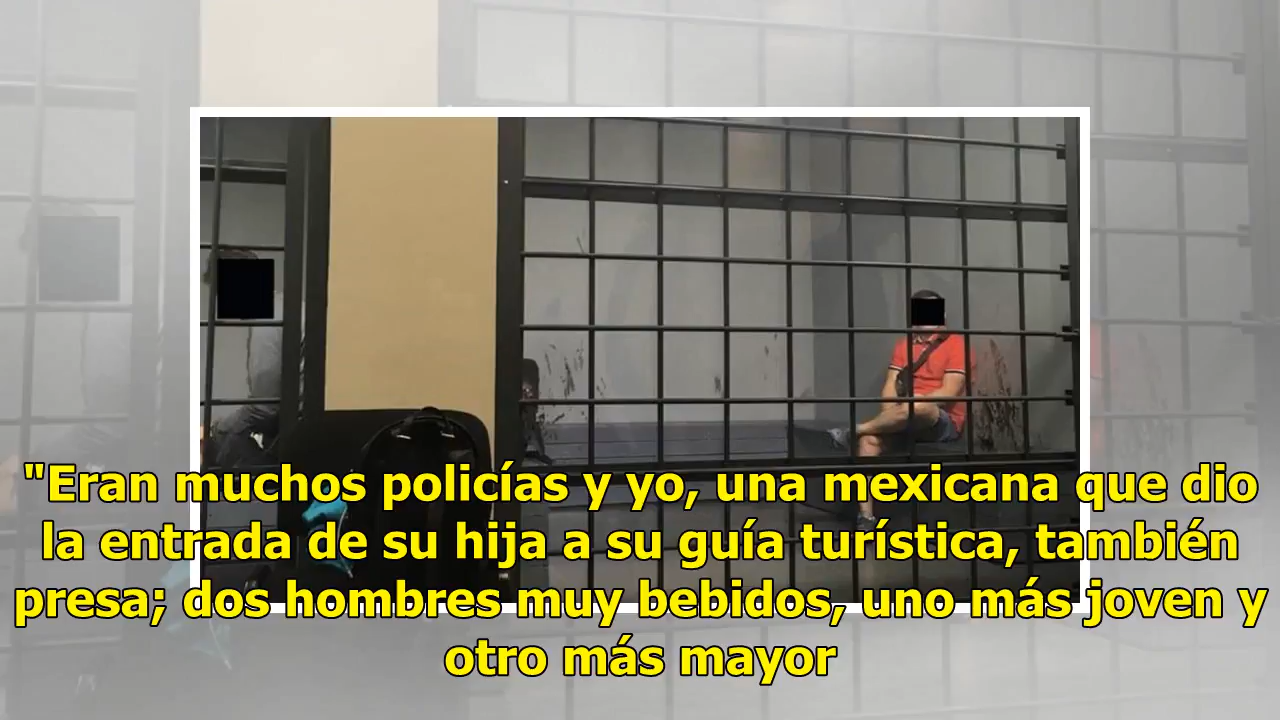 "Eran muchos policías y yo, una mexicana que dio
la entrada de su hija a su guía turística, también
presa; dos hombres muy bebidos, uno más joven y
otro más mayor